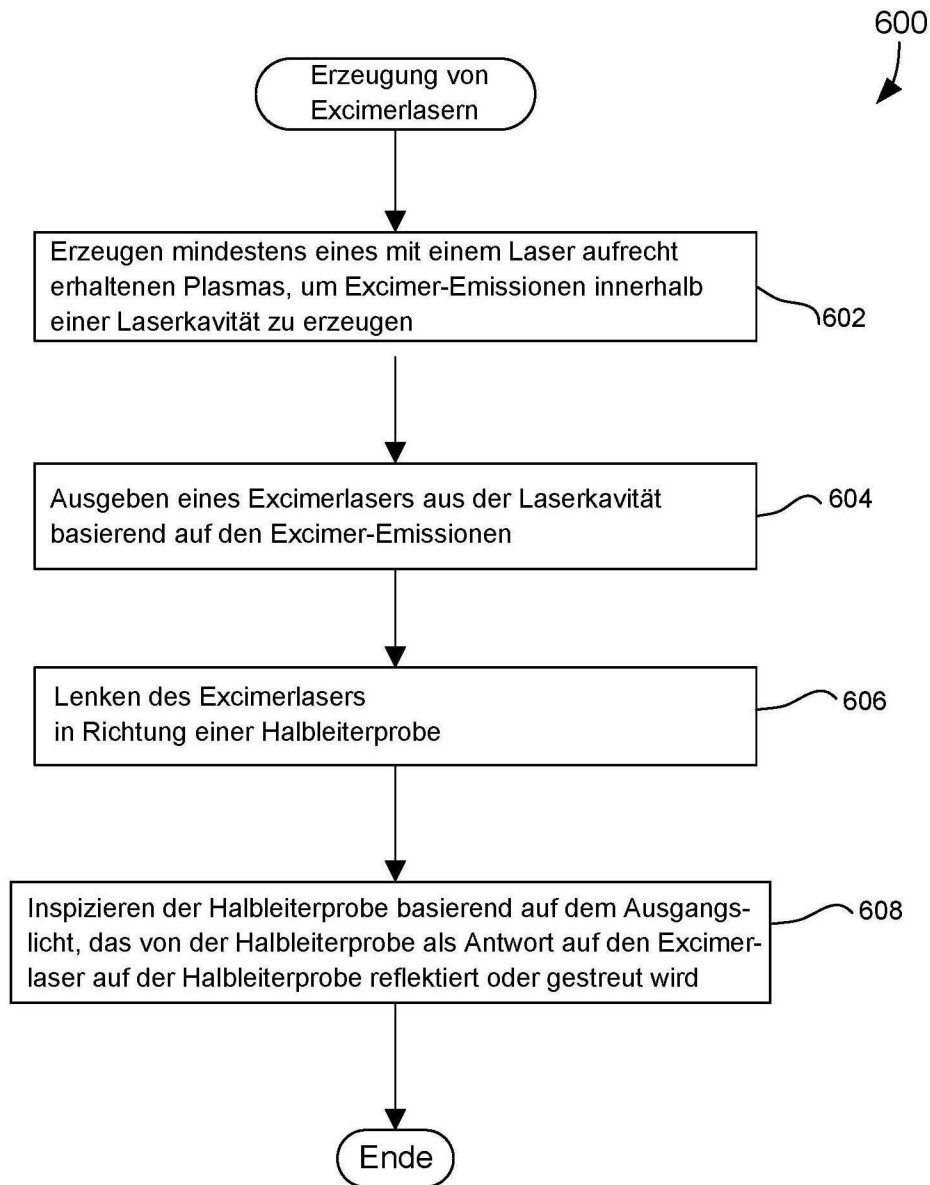 600
Erzeugung von
Excimerlasern
Erzeugen mindestens eines mit einem Laser aufrecht
erhaltenen Plasmas, um Excimer-Emissionen innerhalb
einer Laserkavität zu erzeugen
602
Ausgeben eines Excimerlasers aus der Laserkavität
basierend auf den Excimer-Emissionen
604
Lenken des Excimerlasers
in Richtung einer Halbleiterprobe
606
Inspizieren der Halbleiterprobe basierend auf dem Ausgangs-
licht, das von der Halbleiterprobe als Antwort auf den Excimer-
laser auf der Halbleiterprobe reflektiert oder gestreut wird
608
Ende